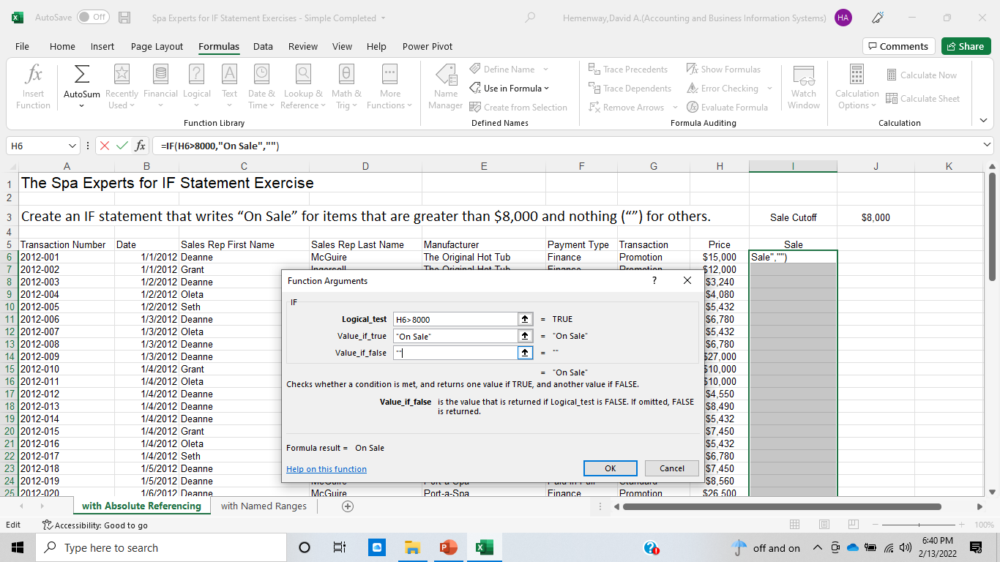 AutoSave Off Spa Experts for IF Statement Exercises - Simple Completed Hemenway,David A.(Accounting and Business Information Systems) HA
File Home Insert Page Layout Formulas Data Review View Help Power Pivot Comments Share
Insert Function AutoSum Recently Used Financial Logical Text Date & Time Lookup & Reference Math & Trig More Functions
Function Library
Name Manager Define Name Use in Formula Create from Selection
Defined Names
Trace Precedents Trace Dependents Remove Arrows Show Formulas Error Checking Evaluate Formula
Formula Auditing
Watch Window
Calculation Options Calculate Now Calculate Sheet
Calculation
H6 fx =IF(H6>8000,"On Sale","")
A B C D E F G H I J K
1 The Spa Experts for IF Statement Exercise
2
3 Create an IF statement that writes “On Sale” for items that are greater than $8,000 and nothing (“”) for others. Sale Cutoff $8,000
4
5 Transaction Number Date Sales Rep First Name Sales Rep Last Name Manufacturer Payment Type Transaction Price Sale
6 2012-001 1/1/2012 Deanne McGuire The Original Hot Tub Finance Promotion $15,000 Sale","")
7 2012-002 1/1/2012 Grant Ingersoll The Original Hot Tub Finance Promotion $12,000
8 2012-003 1/2/2012 Deanne $3,240
9 2012-004 1/2/2012 Oleta $4,080
10 2012-005 1/2/2012 Seth $5,432
11 2012-006 1/3/2012 Deanne $6,780
12 2012-007 1/3/2012 Oleta $5,432
13 2012-008 1/3/2012 Deanne $6,780
14 2012-009 1/3/2012 Deanne $27,000
15 2012-010 1/4/2012 Grant $10,000
16 2012-011 1/4/2012 Oleta $10,000
17 2012-012 1/4/2012 Deanne $4,550
18 2012-013 1/4/2012 Deanne $8,490
19 2012-014 1/4/2012 Deanne $5,432
20 2012-015 1/4/2012 Grant $7,450
21 2012-016 1/4/2012 Oleta $5,432
22 2012-017 1/4/2012 Seth $6,780
23 2012-018 1/5/2012 Deanne $7,450
24 2012-019 1/5/2012 Deanne McGuire Port-a-Spa Paid in Full Standard $8,560
25 2012-020 1/6/2012 Deanne McGuire Port-a-Spa Finance Promotion $26,500
Function Arguments ?
IF
Logical_test H6>8000 = TRUE
Value_if_true "On Sale" = "On Sale"
Value_if_false "" = ""
= "On Sale"
Checks whether a condition is met, and returns one value if TRUE, and another value if FALSE.
Value_if_false is the value that is returned if Logical_test is FALSE. If omitted, FALSE
is returned.
Formula result = On Sale
Help on this function OK Cancel
with Absolute Referencing with Named Ranges
Edit Accessibility: Good to go 100%
Type here to search off and on 6:40 PM
2/13/2022